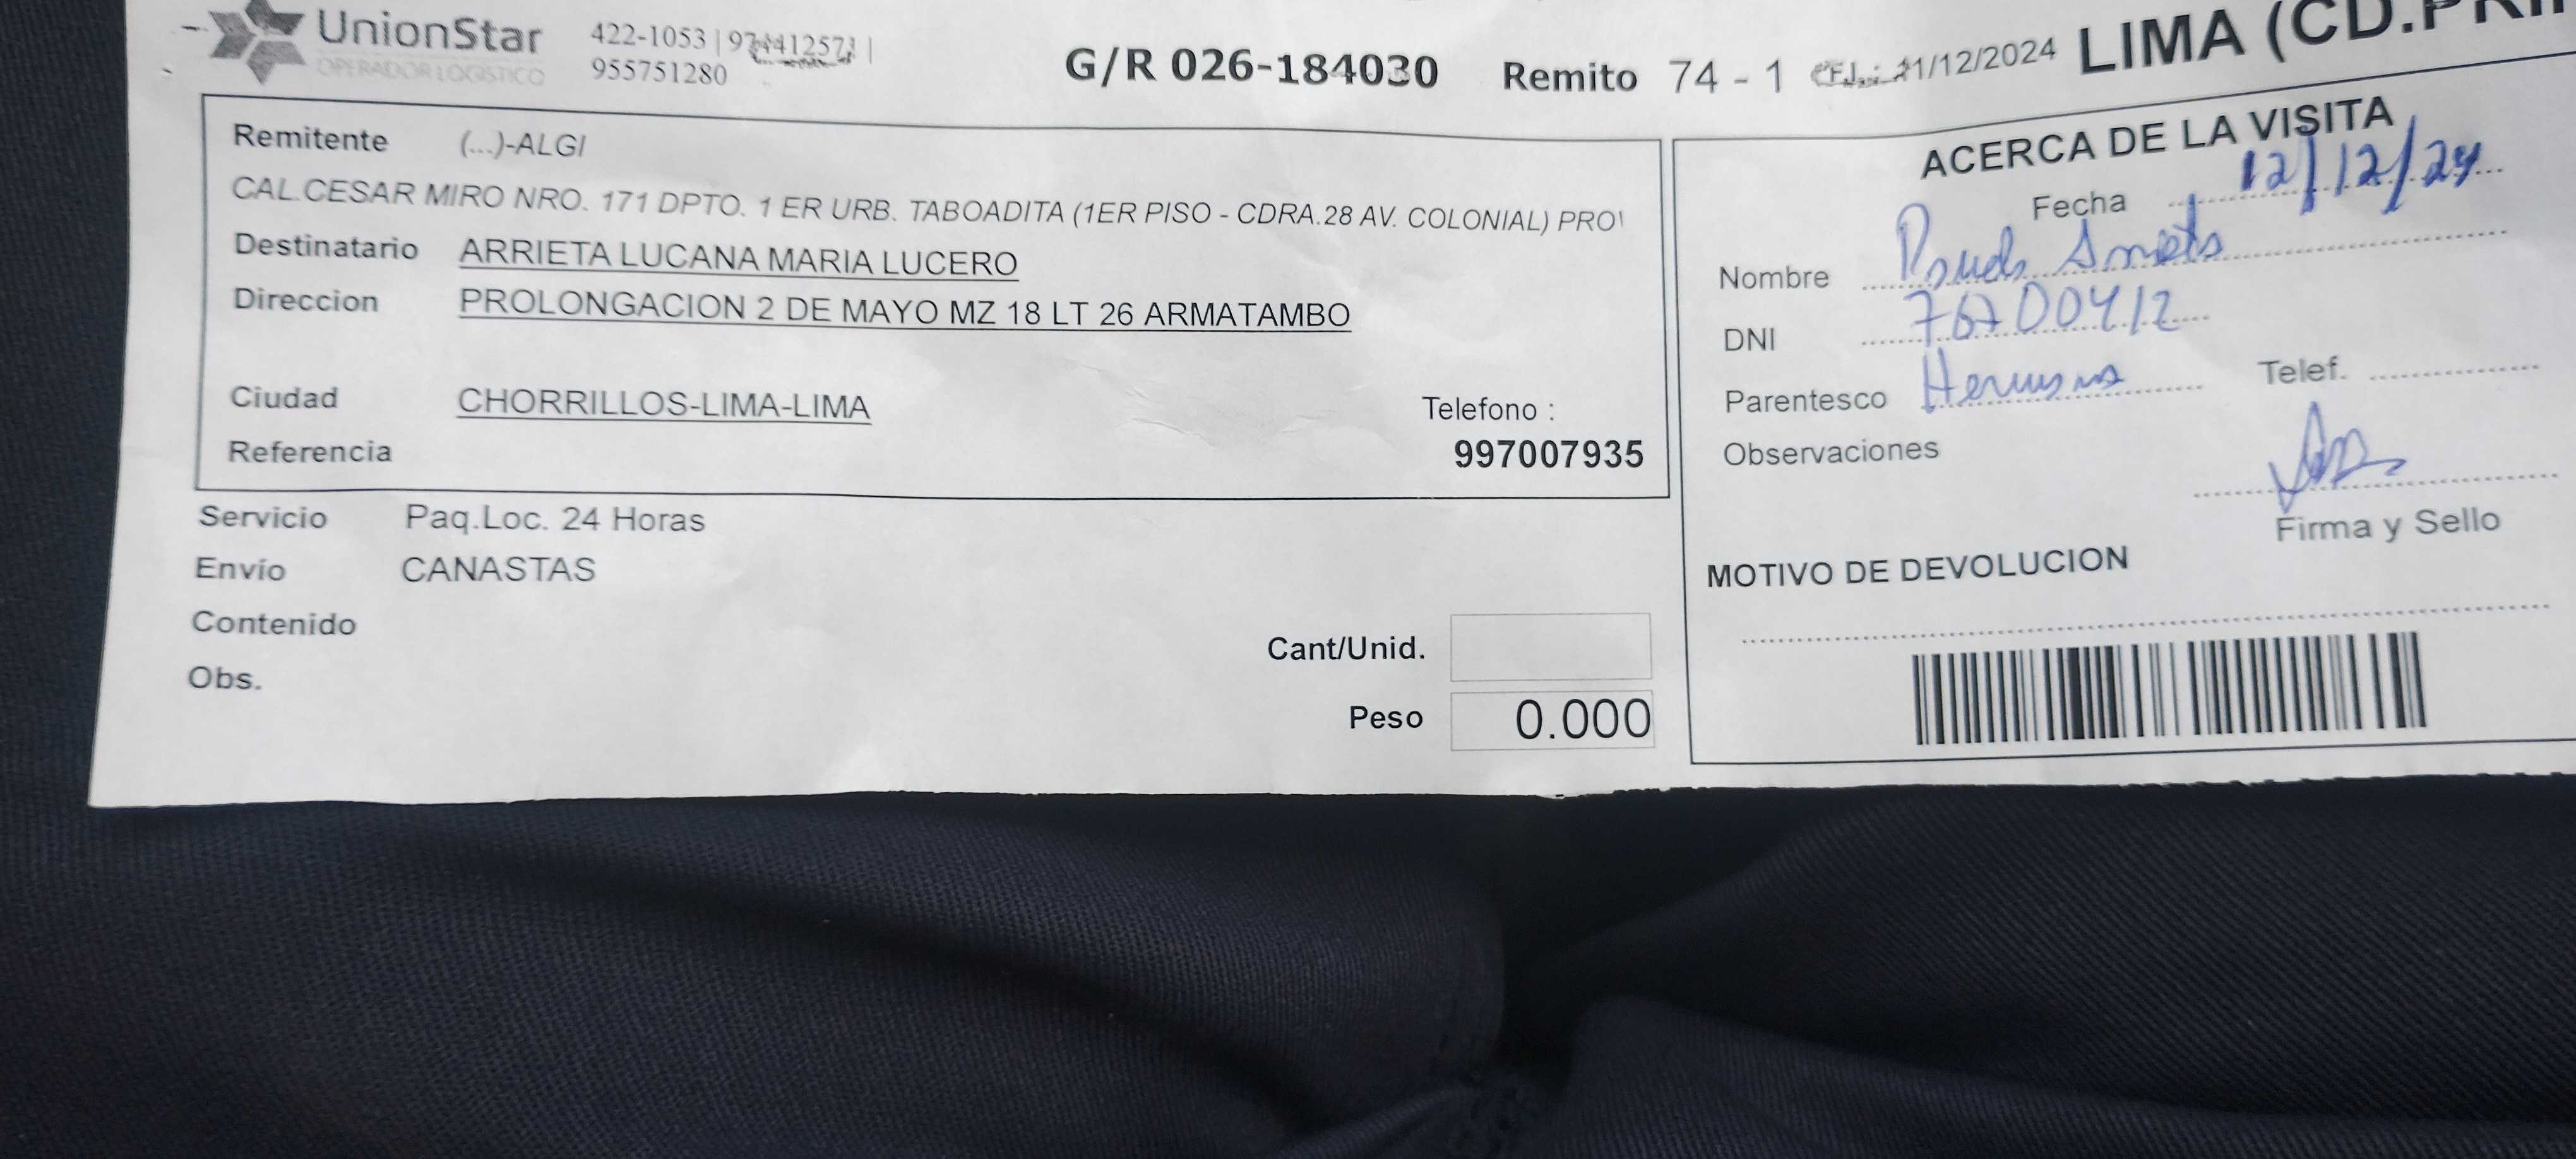 UnionStar
OPERADOR LOGISTICO
422-1053 |
955751280
G/R 026-184030 Remito 74 - 1 11/12/2024 LIMA (CD.PRI
Remitente (...)-ALGI
CAL.CESAR MIRO NRO. 171 DPTO. 1 ER URB. TABOADITA (1ER PISO - CDRA.28 AV. COLONIAL) PRO
Destinatario ARRIETA LUCANA MARIA LUCERO
Direccion PROLONGACION 2 DE MAYO MZ 18 LT 26 ARMATAMBO
Ciudad CHORRILLOS-LIMA-LIMA
Telefono :
997007935
Referencia
Servicio Paq.Loc. 24 Horas
Envío CANASTAS
Contenido
Obs.
Cant/Unid.
Peso 0.000
ACERCA DE LA VISITA
Fecha 12/12/24
Nombre
DNI
Parentesco Telef.
Observaciones
Firma y Sello
MOTIVO DE DEVOLUCION